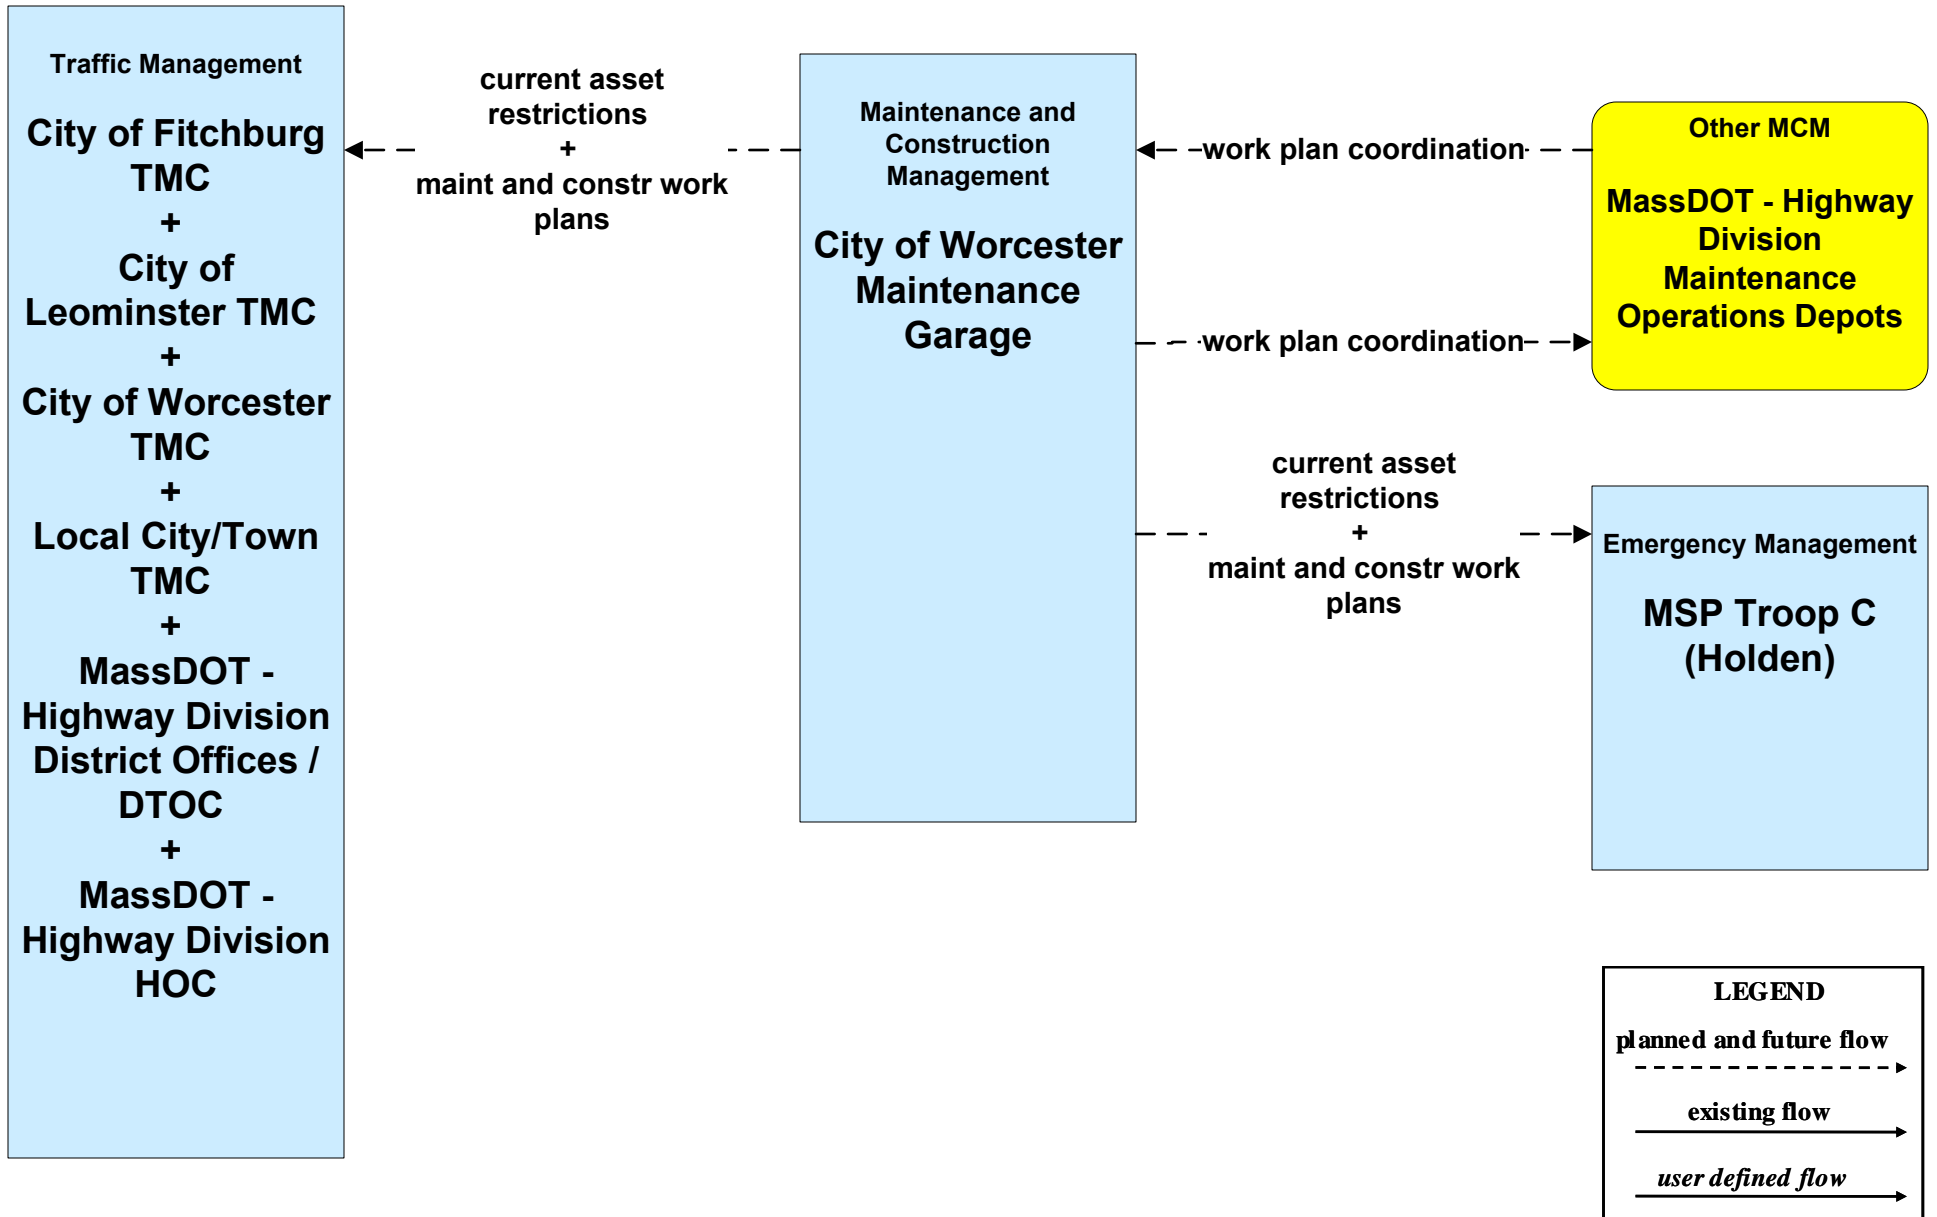 Traffic Management
City of Fitchburg
TMC
+
City of
Leominster TMC
+
City of Worcester
TMC
+
Local City/Town
TMC
+
MassDOT -
Highway Division
District Offices /
DTOC
+
MassDOT -
Highway Division
HOC
current asset
restrictions
+
maint and constr work
plans
Maintenance and
Construction
Management
City of Worcester
Maintenance
Garage
work plan coordination
work plan coordination
current asset
restrictions
+
maint and constr work
plans
Other MCM
MassDOT - Highway
Division
Maintenance
Operations Depots
Emergency Management
MSP Troop C
(Holden)
LEGEND
planned and future flow
existing flow
user defined flow